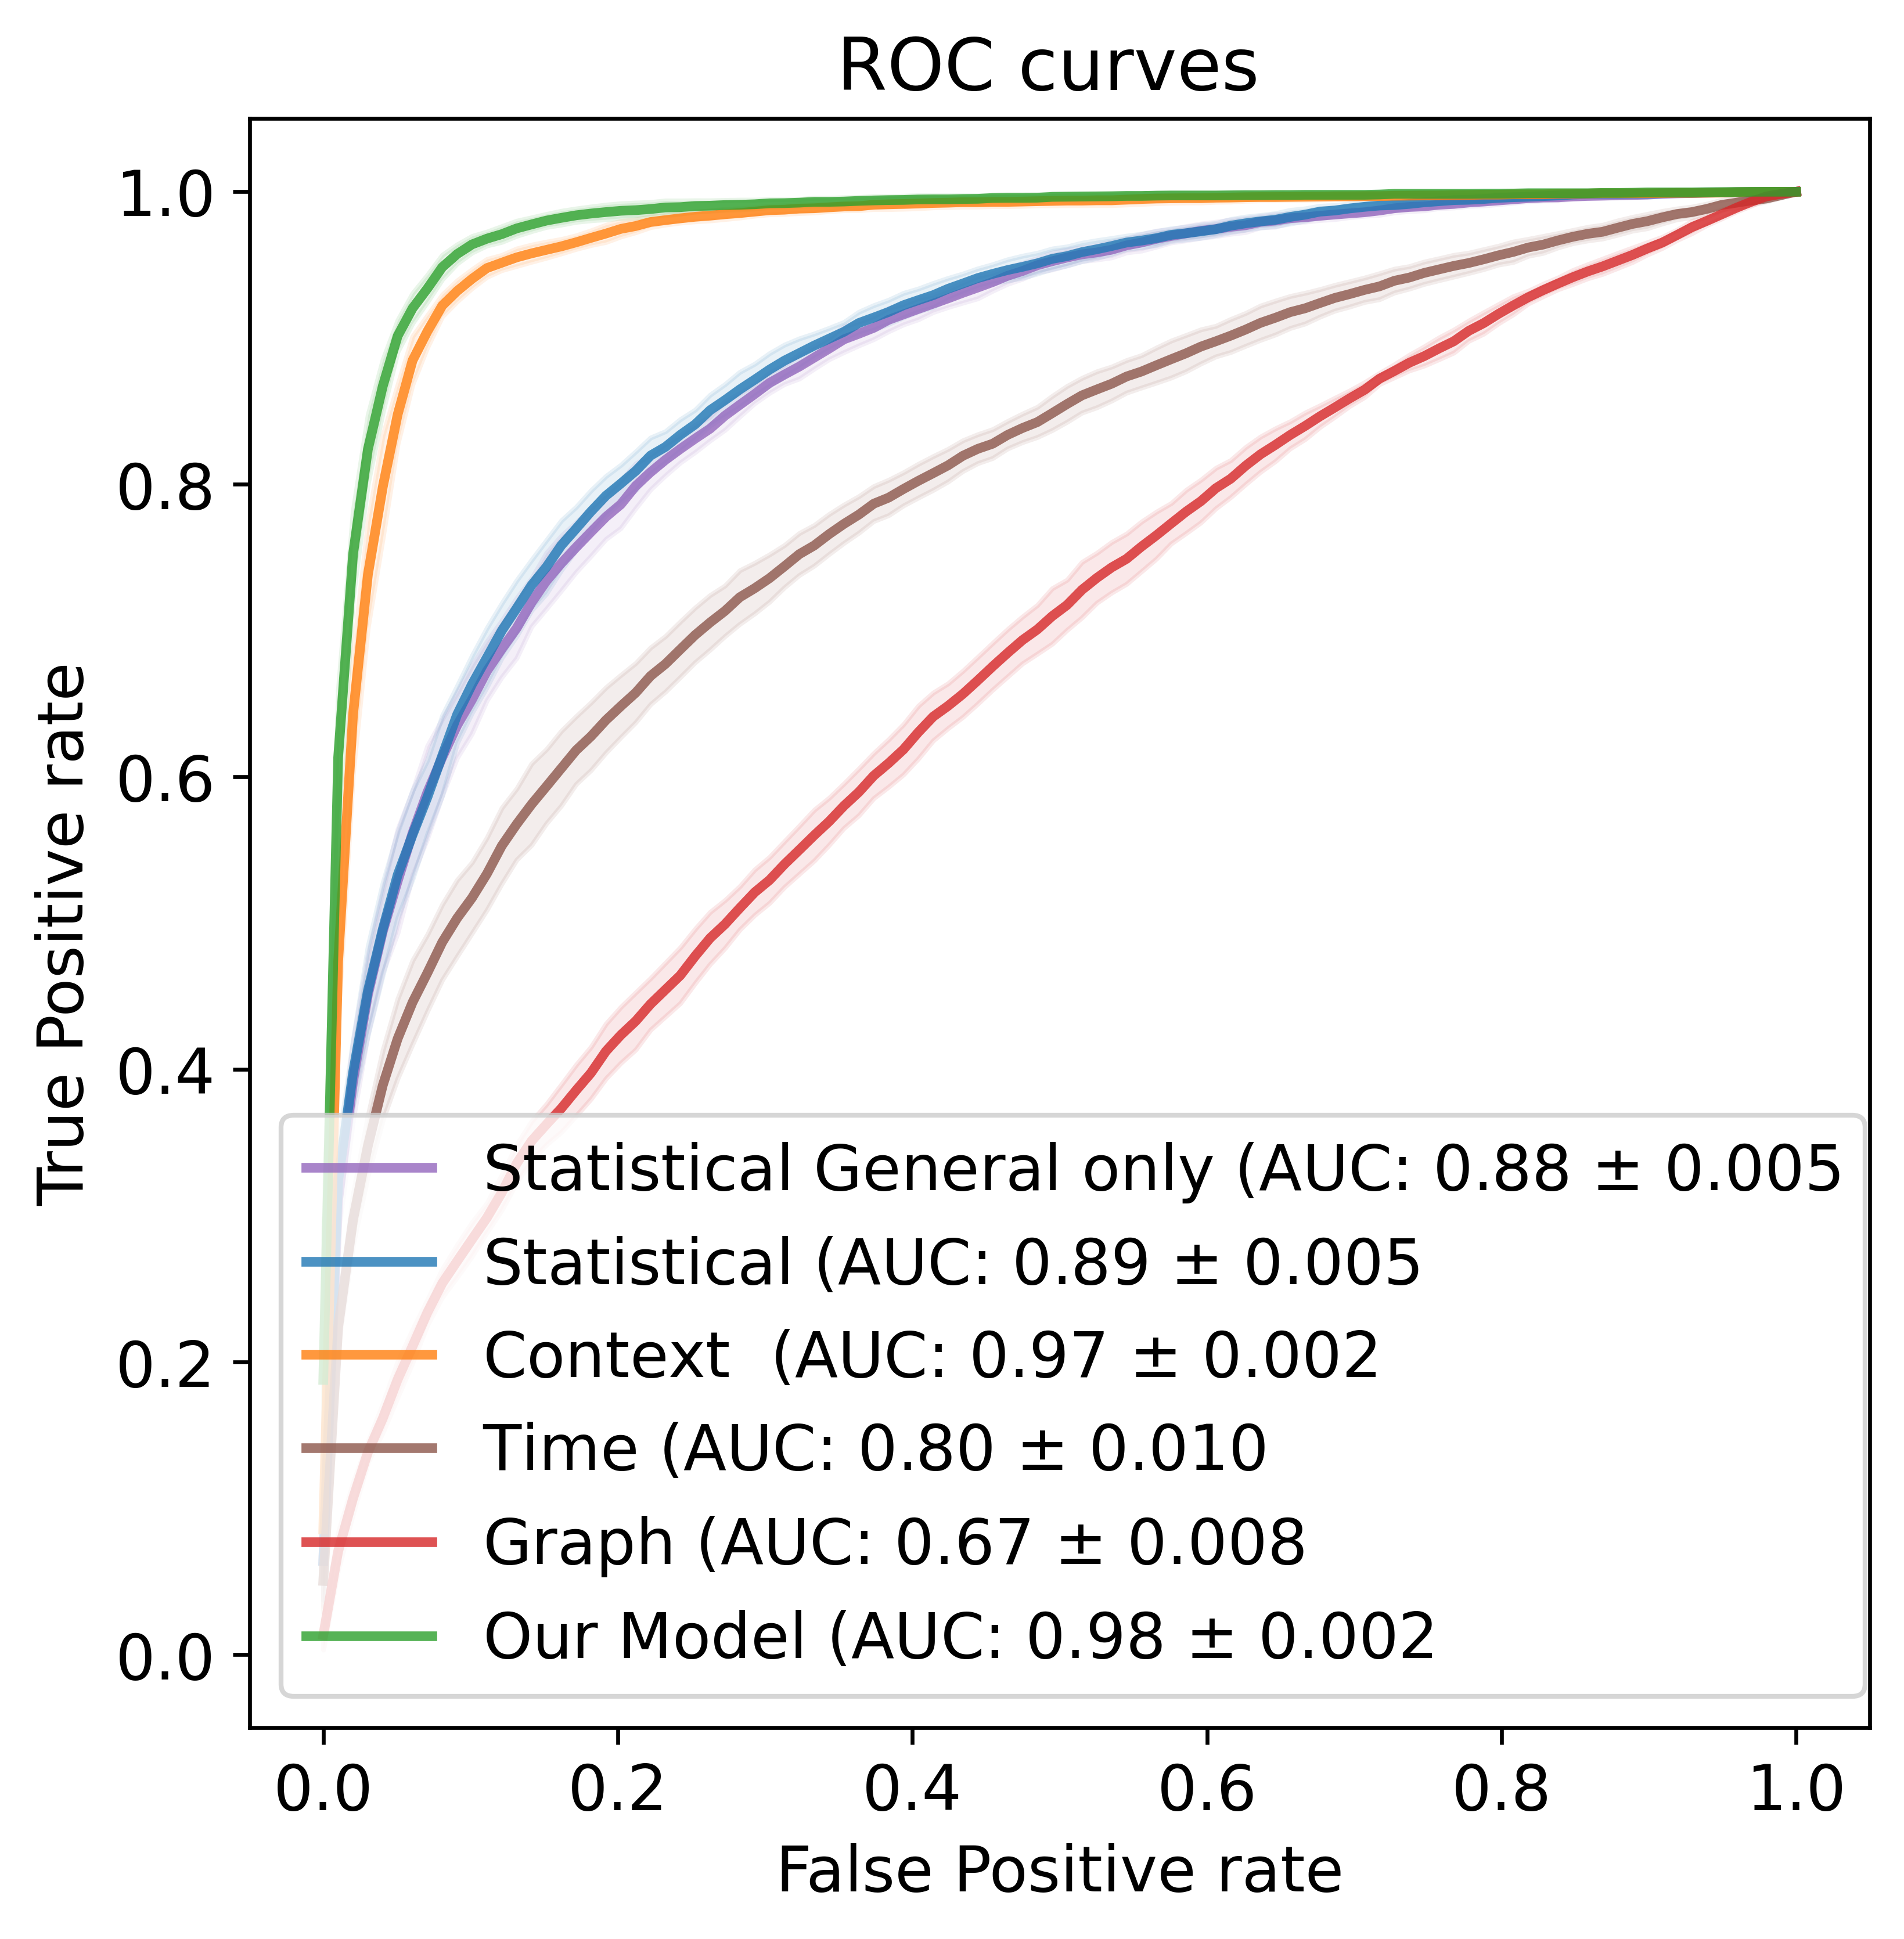 ROC curves
True Positive rate
1.0
0.8
0.6
0.4
0.2
0.0
Statistical General only (AUC: 0.88 ± 0.005
Statistical (AUC: 0.89 ± 0.005
Context  (AUC: 0.97 ± 0.002
Time (AUC: 0.80 ± 0.010
Graph (AUC: 0.67 ± 0.008
Our Model (AUC: 0.98 ± 0.002
0.0 0.2 0.4 0.6 0.8 1.0
False Positive rate